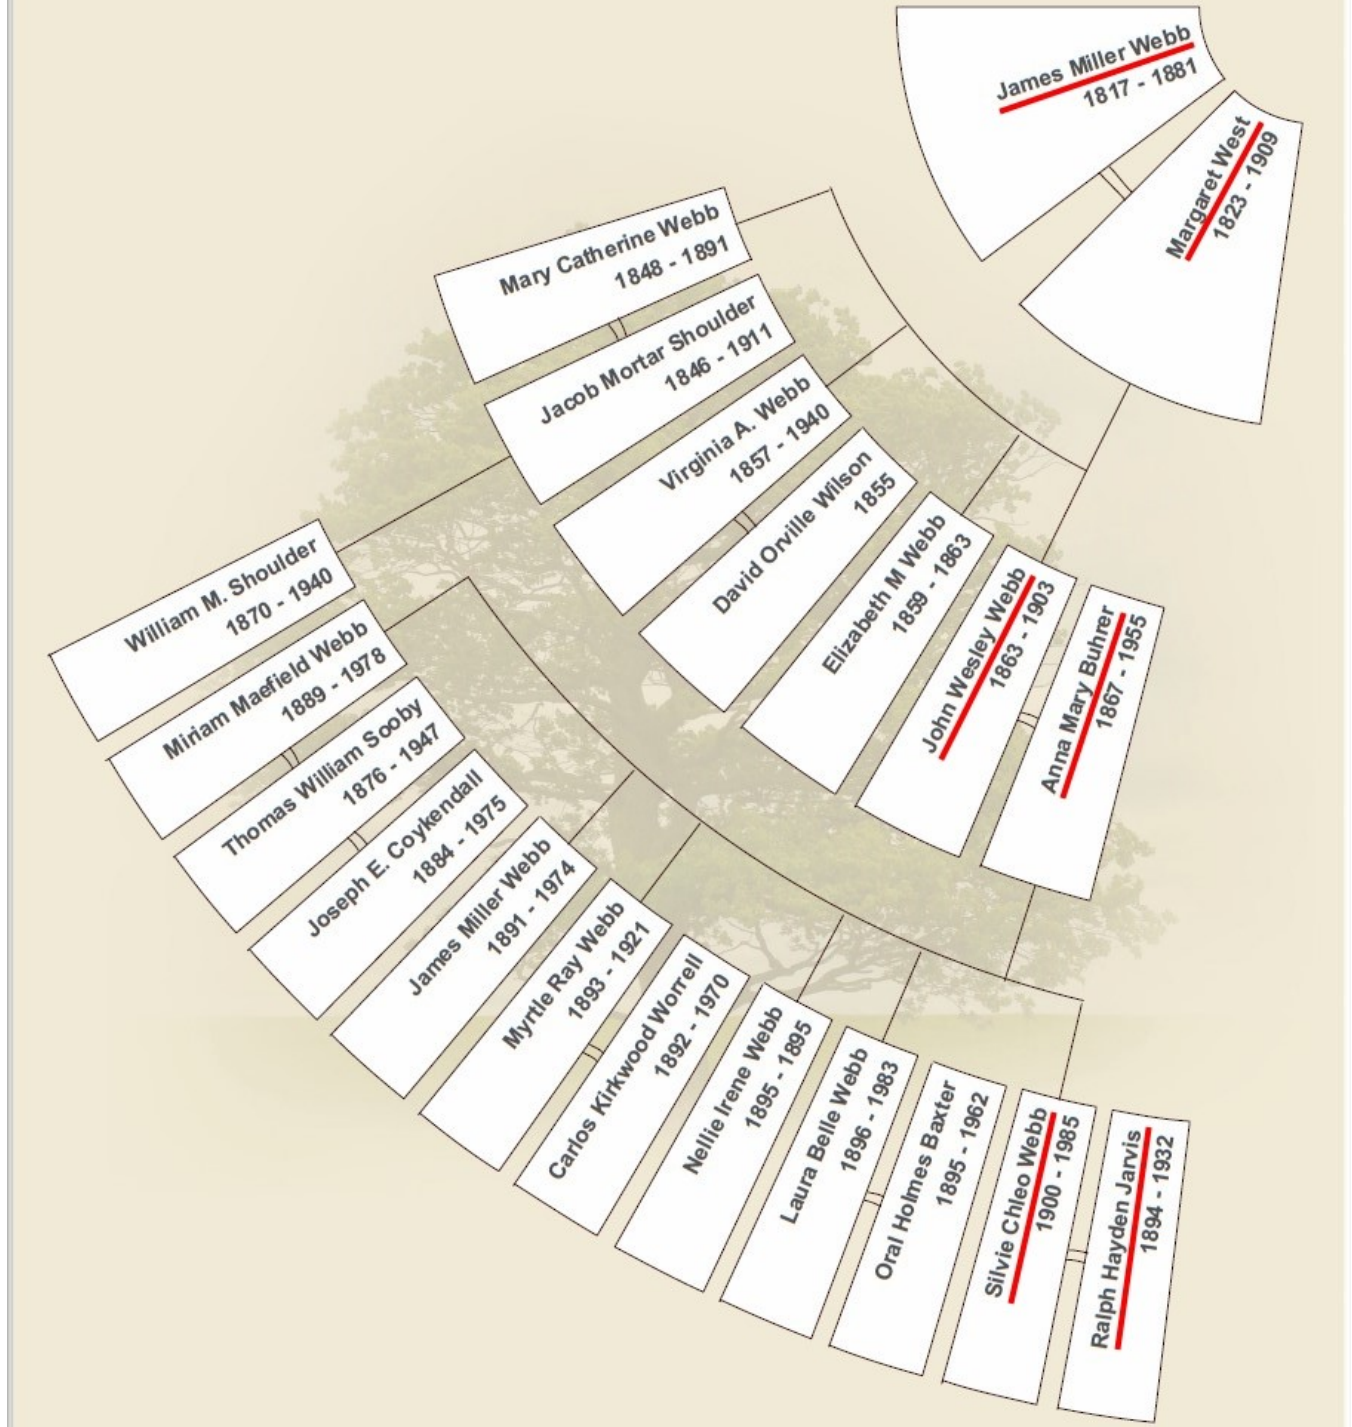 James Miller Webb
1817 - 1881
Margaret West
1823 - 1909
Mary Catherine Webb
1848 - 1891
Jacob Mortar Shoulder
1846 - 1911
Virginia A. Webb
1857 - 1940
David Orville Wilson
1855
Elizabeth M Webb
1859 - 1863
John Wesley Webb
1863 - 1903
Anna Mary Buhrer
1867 - 1955
William M. Shoulder
1870 - 1940
Miriam Maefield Webb
1889 - 1978
Thomas William Sooby
1876 - 1947
Joseph E. Coykendall
1884 - 1975
James Miller Webb
1891 - 1974
Myrtle Ray Webb
1893 - 1921
Carlos Kirkwood Worrell
1892 - 1970
Nellie Irene Webb
1895 - 1895
Laura Belle Webb
1896 - 1983
Oral Holmes Baxter
1895 - 1962
Silvie Chleo Webb
1900 - 1985
Ralph Hayden Jarvis
1894 - 1932